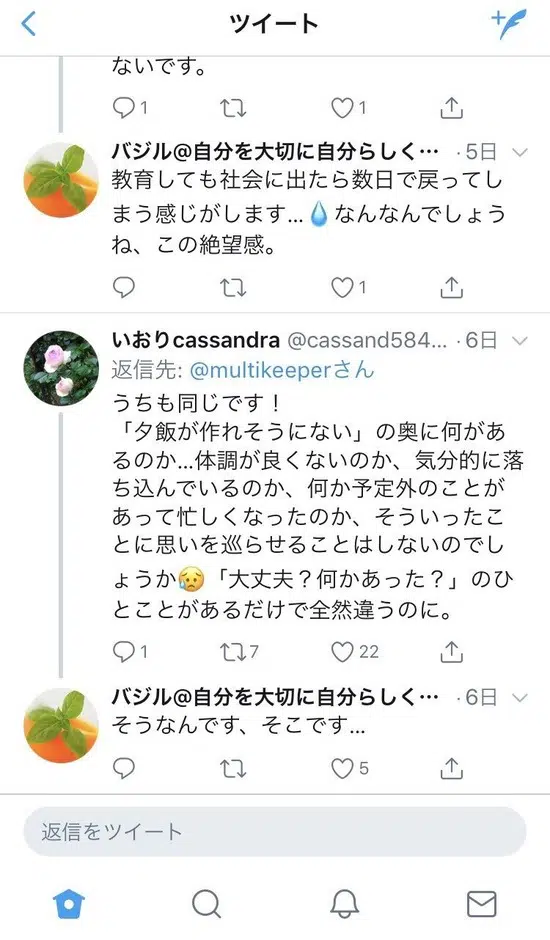 ツイート
ないです。
1 1
バジル@自分を大切に自分らしく… ・5日
教育しても社会に出たら数日で戻ってし
まう感じがします…💧なんなんでしょう
ね、この絶望感。
1
いおりcassandra @cassand584... ・6日
返信先: @multikeeperさん
うちも同じです！
「夕飯が作れそうにない」の奥に何があ
るのか…体調が良くないのか、気分的に落
ち込んでいるのか、何か予定外のことが
あって忙しくなったのか、そういったこ
とに思いを巡らせることはしないのでし
ょうか😥「大丈夫？何かあった？」のひ
とことがあるだけで全然違うのに。
1 7 22
バジル@自分を大切に自分らしく… ・6日
そうなんです、そこです…
5
返信をツイート